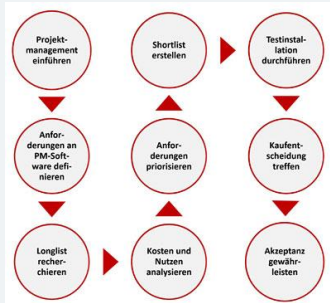 Projekt-
management
einführen
Anfor-
derungen an
PM-Soft-
ware defi-
nieren
Longlist
recher-
chieren
Kosten und
Nutzen
analysieren
Anfor-
derungen
priorisieren
Shortlist
erstellen
Testinstal-
lation
durchführen
Kaufent-
scheidung
treffen
Akzeptanz
gewähr-
leisten